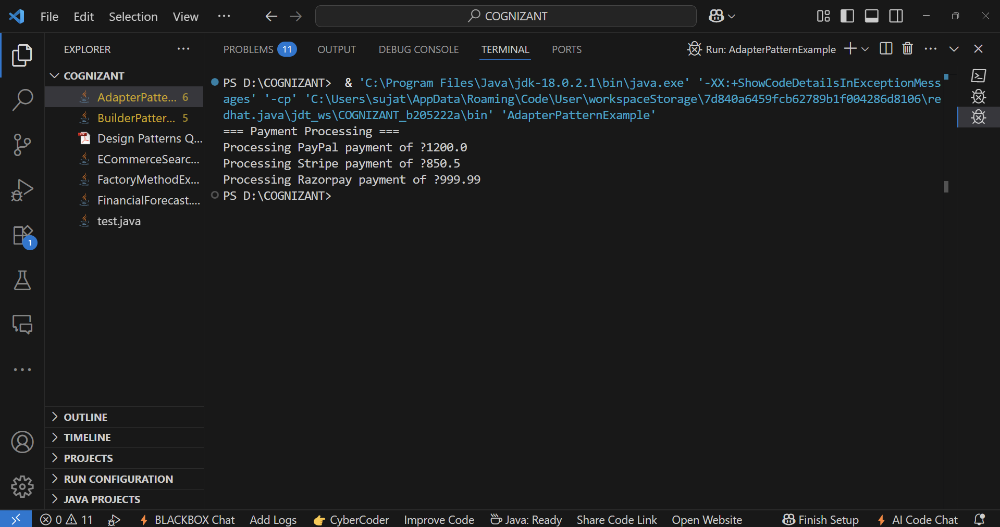 File Edit Selection View ··· COGNIZANT
EXPLORER ···
COGNIZANT
AdapterPatte... 6
BuilderPatter... 5
Design Patterns Q...
ECommerceSearc...
FactoryMethodEx...
FinancialForecast....
test.java
OUTLINE
TIMELINE
PROJECTS
RUN CONFIGURATION
JAVA PROJECTS
PROBLEMS 11 OUTPUT DEBUG CONSOLE TERMINAL PORTS Run: AdapterPatternExample
PS D:\COGNIZANT>  & 'C:\Program Files\Java\jdk-18.0.2.1\bin\java.exe' '-XX:+ShowCodeDetailsInExceptionMess
ages' '-cp' 'C:\Users\sujat\AppData\Roaming\Code\User\workspaceStorage\7d840a6459fcb62789b1f004286d8106\re
dhat.java\jdt_ws\COGNIZANT_b205222a\bin' 'AdapterPatternExample'
=== Payment Processing ===
Processing PayPal payment of ?1200.0
Processing Stripe payment of ?850.5
Processing Razorpay payment of ?999.99
PS D:\COGNIZANT>
1
0 11 BLACKBOX Chat Add Logs CyberCoder Improve Code Java: Ready Share Code Link Open Website Finish Setup AI Code Chat